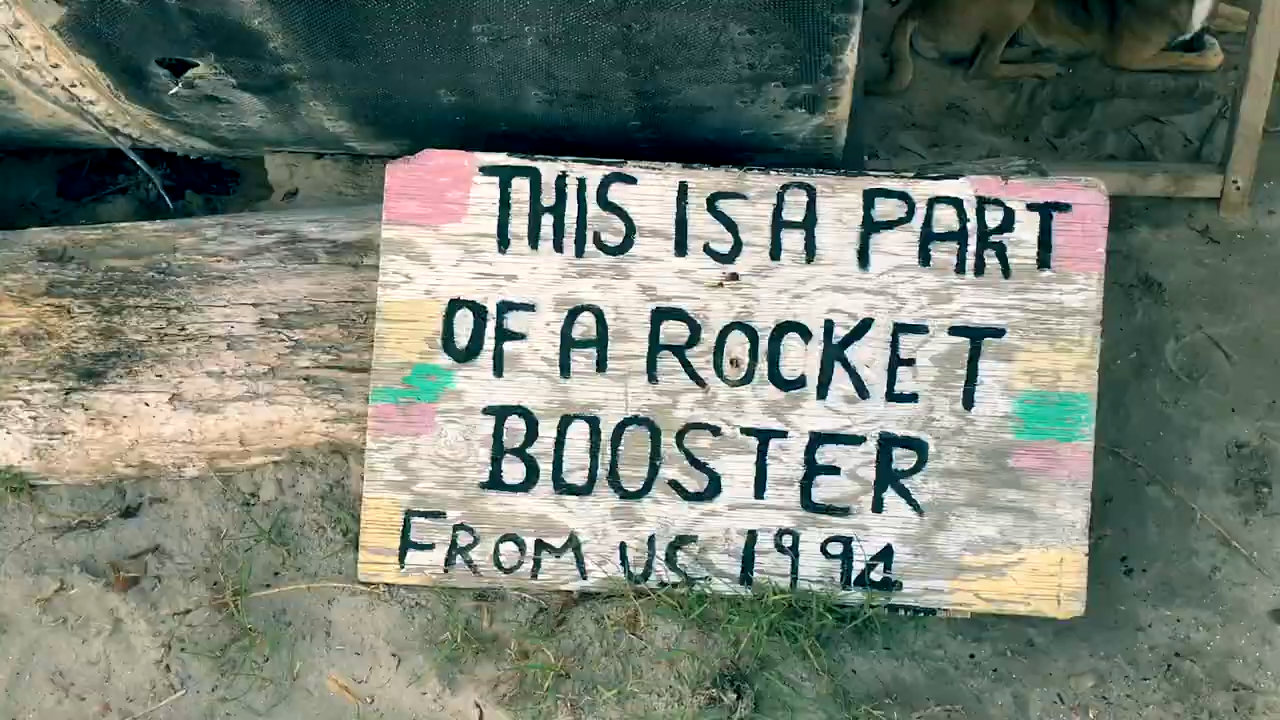 THIS IS A PART
OF A ROCKET
BOOSTER
FROM US 1994